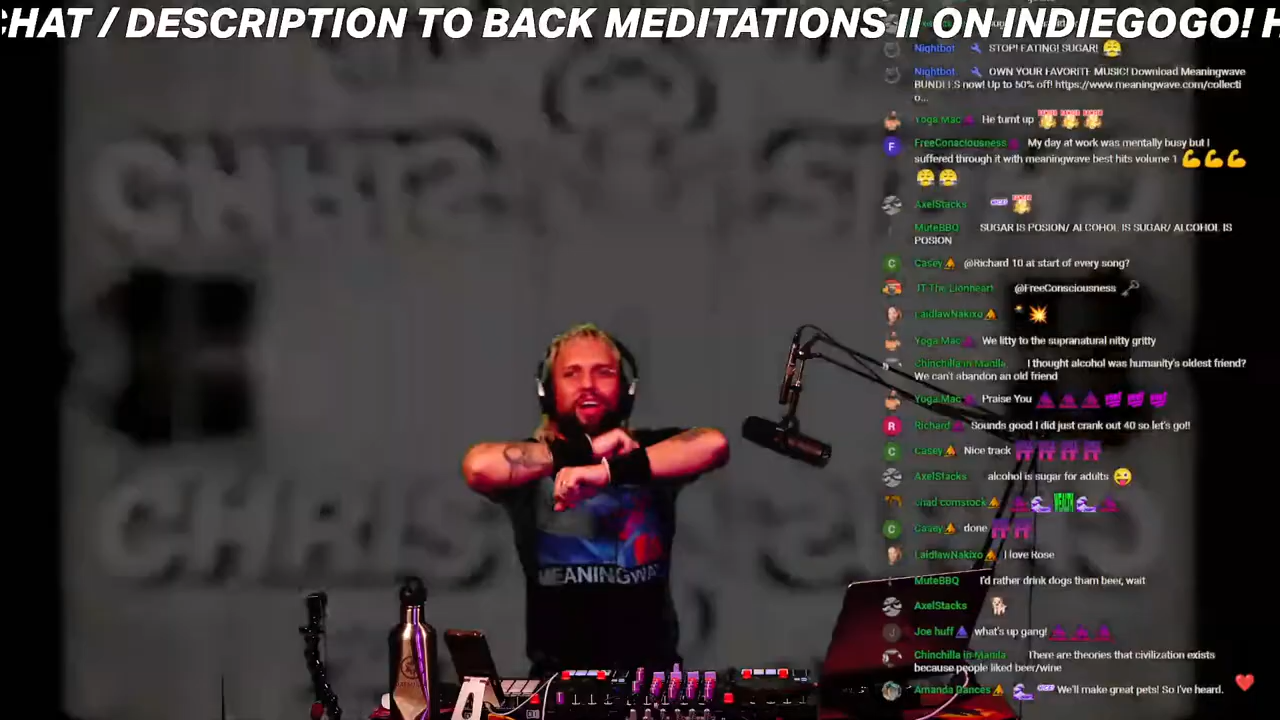 CHAT / DESCRIPTION TO BACK MEDITATIONS II ON INDIEGOGO! H
Nightbot STOP! EATING! SUGAR!
Nightbot OWN YOUR FAVORITE MUSIC! Download Meaningwave
BUNDLES now! Up to 50% off! https://www.meaningwave.com/collecti
o...
Yoga Mac He turnt up
FreeConsciousness My day at work was mentally busy but I
suffered through it with meaningwave best hits volume 1
AxelStacks
MuteBBQ SUGAR IS POSION/ ALCOHOL IS SUGAR/ ALCOHOL IS
POSION
C Casey @Richard 10 at start of every song?
JT The Lionheart @FreeConsciousness
LaidlawNakixo
Yoga Mac We litty to the supranatural nitty gritty
Chinchilla in Manila I thought alcohol was humanity's oldest friend?
We can't abandon an old friend
Yoga Mac Praise You
R Richard Sounds good I did just crank out 40 so let's go!!
C Casey Nice track
AxelStacks alcohol is sugar for adults
chad comstock WEALTH
C Casey done
LaidlawNakixo I love Rose
MuteBBQ I'd rather drink dogs tham beer, wait
AxelStacks
J Joe huff what's up gang!
Chinchilla in Manila There are theories that civilization exists
because people liked beer/wine
Amanda Dances We'll make great pets! So I've heard.
MEANINGWA